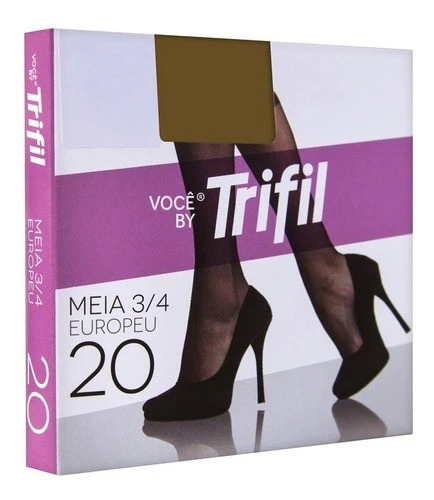 VOCÊ®
BY
Trifil
MEIA 3/4
EUROPEU
20
VOCÊ®
BY
Trifil
MEIA 3/4
EUROPEU
20